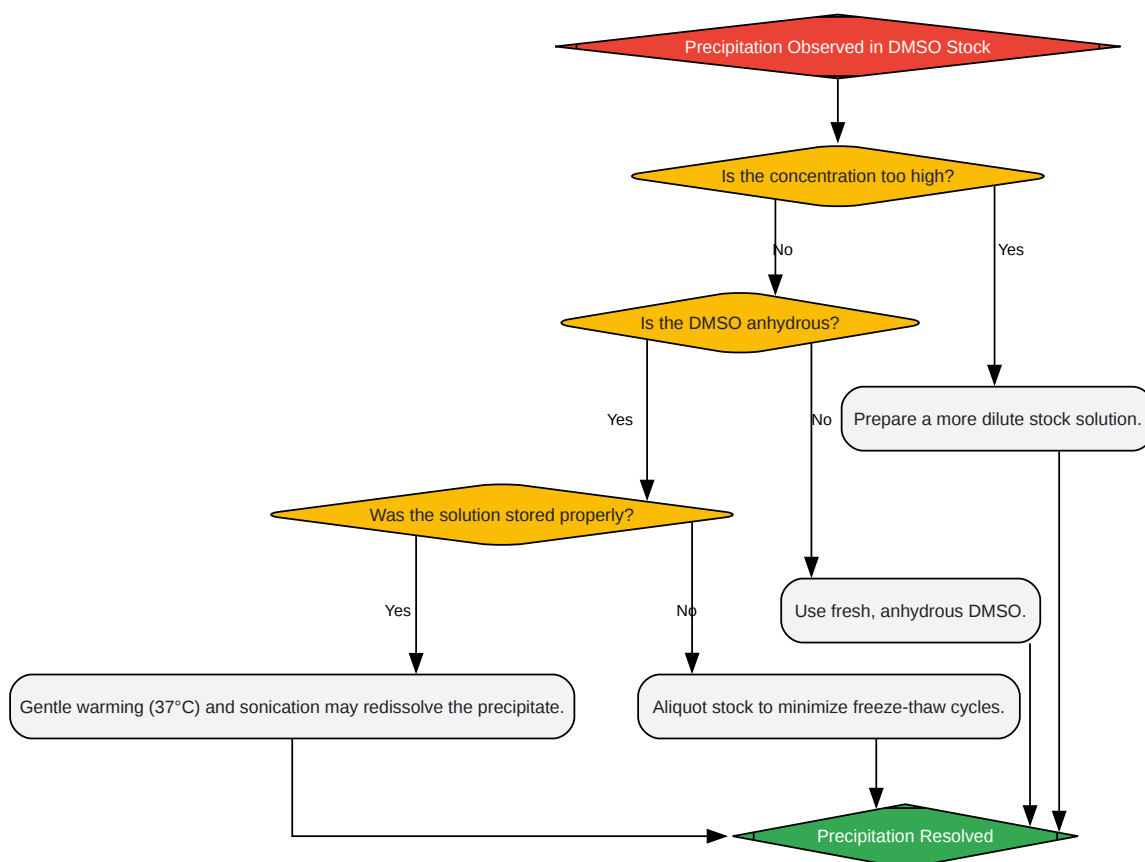 Precipitation Observed in DMSO Stock
Is the concentration too high?
No
Yes
Is the DMSO anhydrous?
Yes
No
Prepare a more dilute stock solution.
Was the solution stored properly?
Yes
No
Use fresh, anhydrous DMSO.
Gentle warming (37°C) and sonication may redissolve the precipitate.
Aliquot stock to minimize freeze-thaw cycles.
Precipitation Resolved